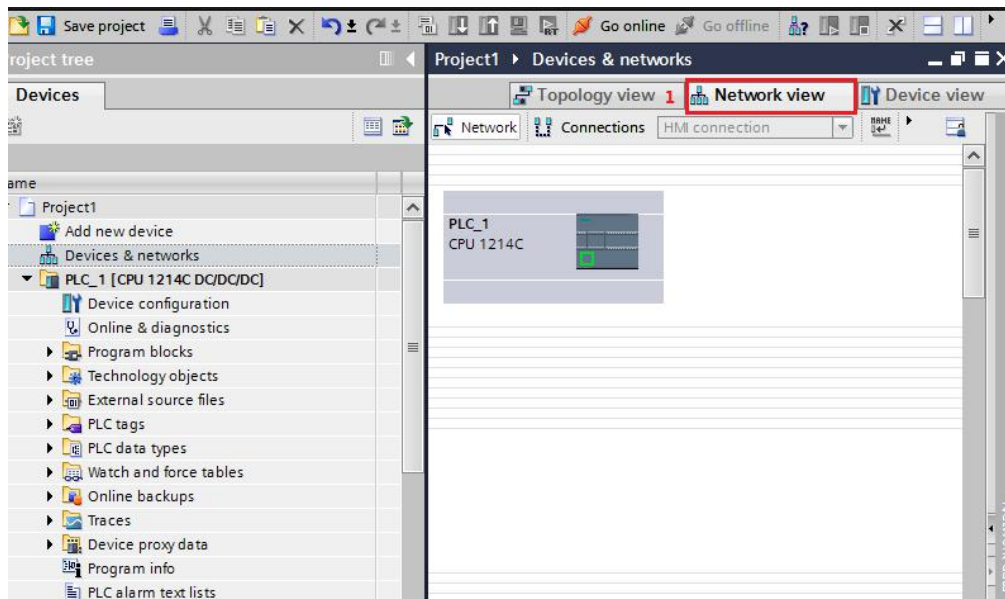 Save project Go online Go offline
roject tree
Project1 Devices & networks
Devices
Topology view 1 Network view Device view
Network Connections HMI connection
ame
Project1
Add new device
Devices & networks
PLC_1 [CPU 1214C DC/DC/DC]
Device configuration
Online & diagnostics
Program blocks
Technology objects
External source files
PLC tags
PLC data types
Watch and force tables
Online backups
Traces
Device proxy data
Program info
PLC alarm text lists
PLC_1
CPU 1214C